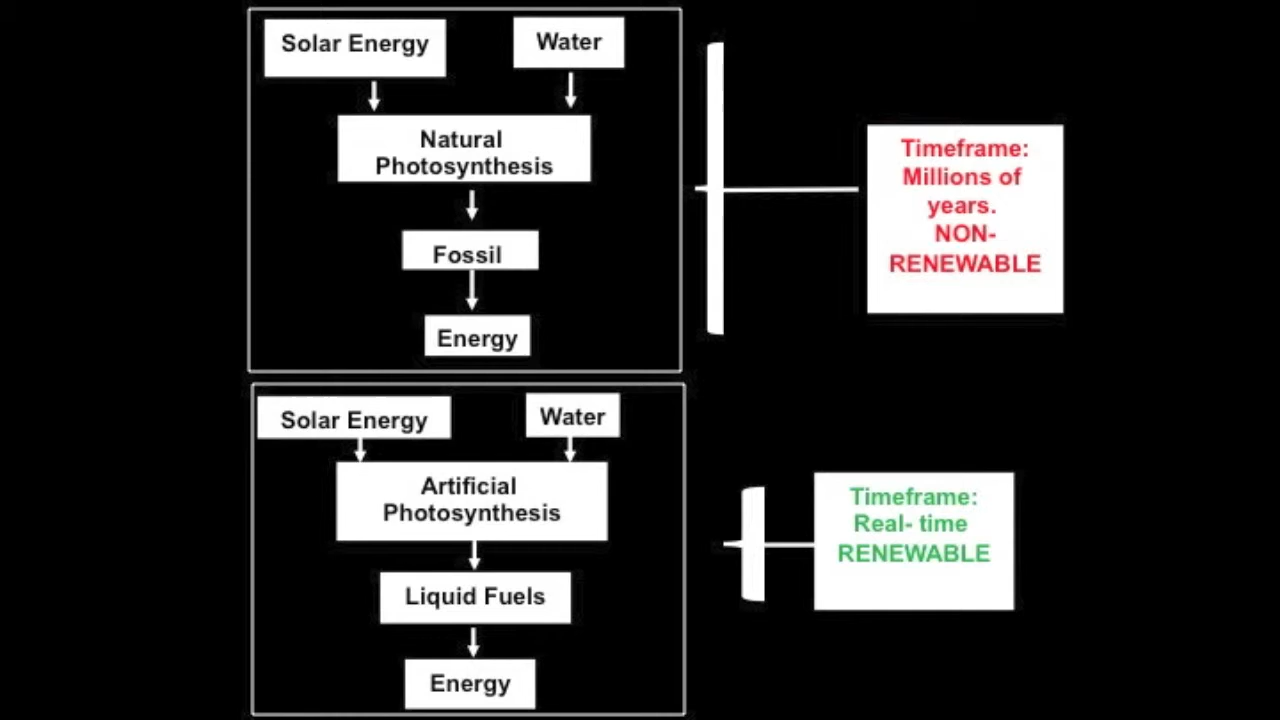 Solar Energy
Water
Natural
Photosynthesis
Fossil
Energy
Timeframe:
Millions of
years.
NON-
RENEWABLE
Solar Energy
Water
Artificial
Photosynthesis
Liquid Fuels
Energy
Timeframe:
Real- time
RENEWABLE